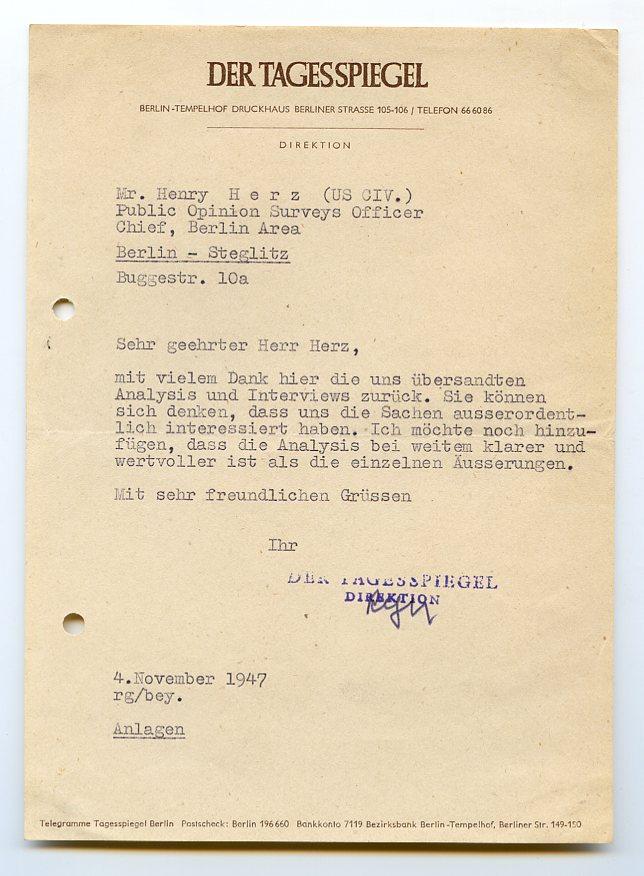 DER TAGESSPIEGEL
BERLIN-TEMPELHOF DRUCKHAUS BERLINER STRASSE 105-106 / TELEFON 66 60 86
DIREKTION
Mr. Henry H e r z (US CIV.)
Public Opinion Surveys Officer
Chief, Berlin Area
Berlin - Steglitz
Buggestr. 10a
Sehr geehrter Herr Herz,
mit vielem Dank hier die uns übersandten
Analysis und Interviews zurück. Sie können
sich denken, dass uns die Sachen ausserordent-
lich interessiert haben. Ich möchte noch hinzu-
fügen, dass die Analysis bei weitem klarer und
wertvoller ist als die einzelnen Äusserungen.
Mit sehr freundlichen Grüssen
Ihr
DER TAGESSPIEGEL
DIREKTION
4.November 1947
rg/bey.
Anlagen
Telegramme Tagesspiegel Berlin Postscheck: Berlin 196660 Bankkonto 7119 Bezirksbank Berlin-Tempelhof, Berliner Str. 149-150